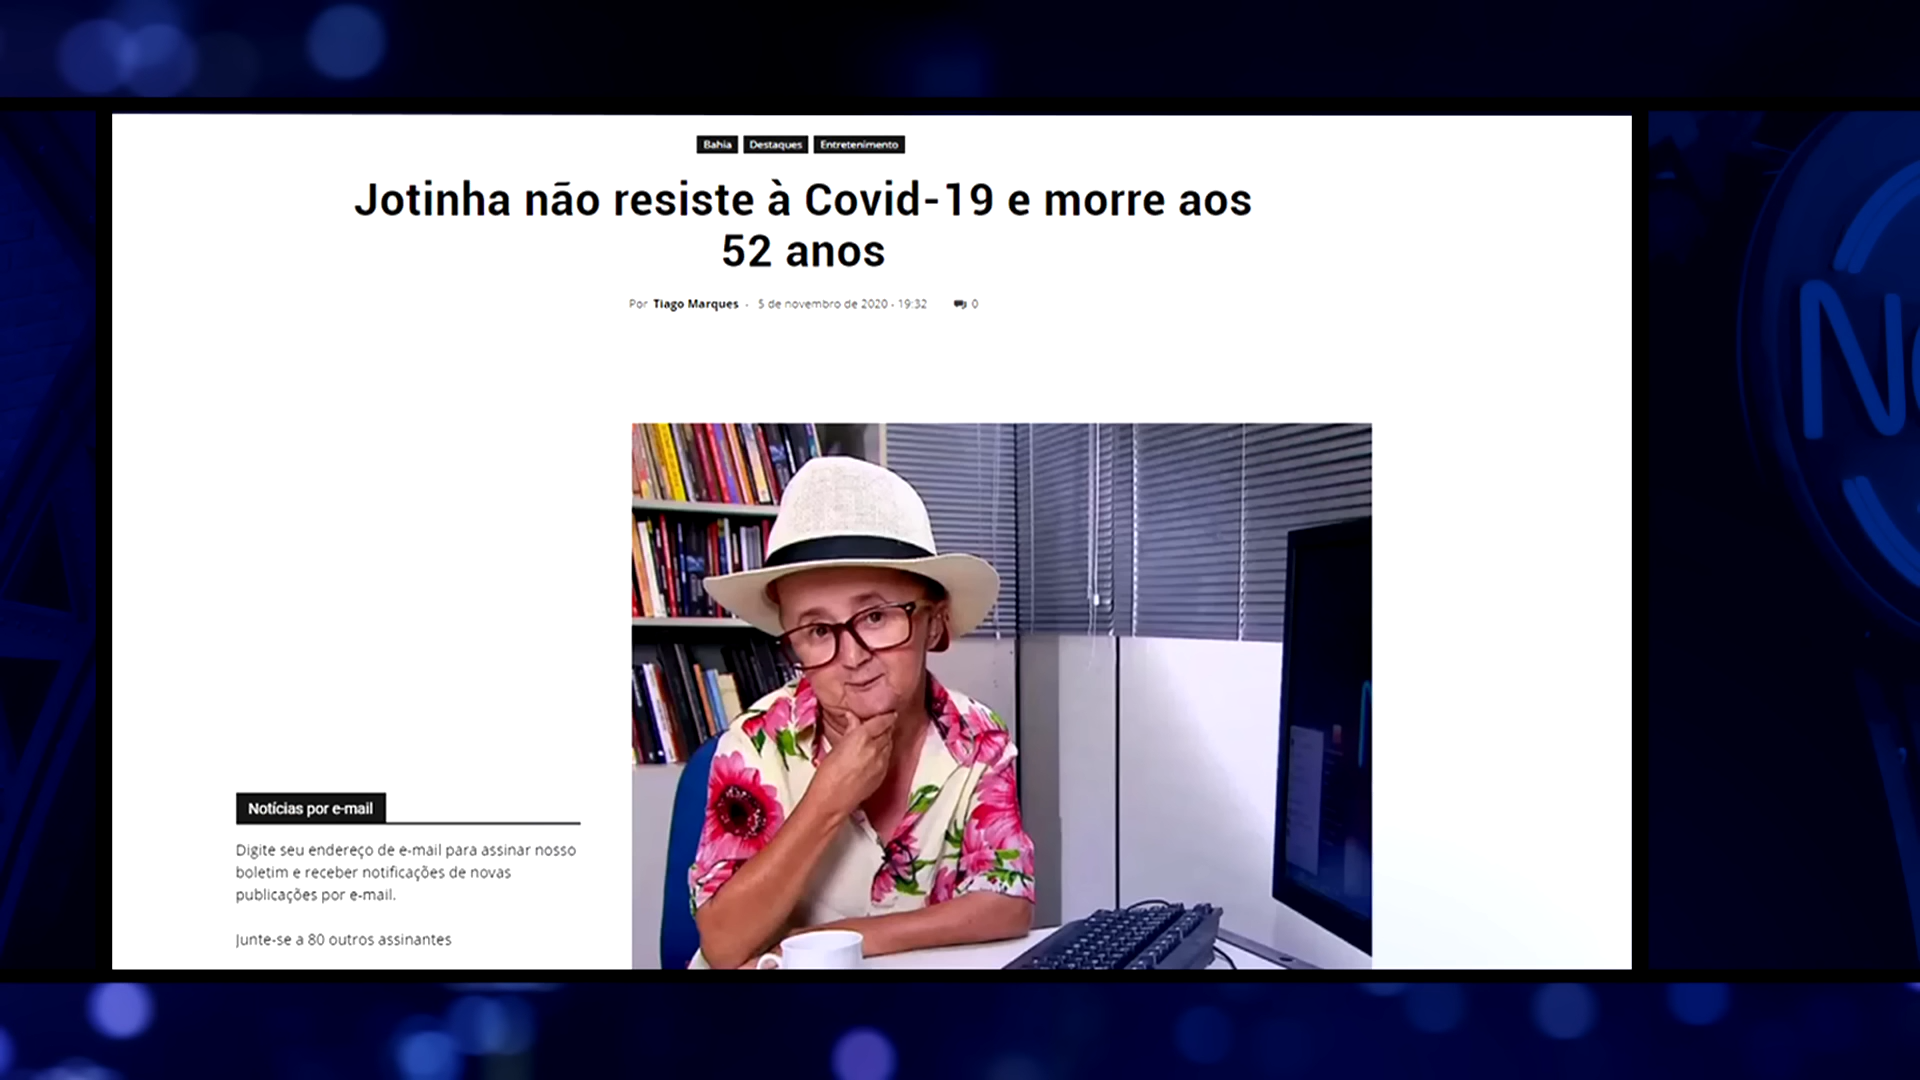 Bahia Destaques Entretenimento
Jotinha não resiste à Covid-19 e morre aos
52 anos
Por Tiago Marques - 5 de novembro de 2020 - 19:32 0
Notícias por e-mail
Digite seu endereço de e-mail para assinar nosso
boletim e receber notificações de novas
publicações por e-mail.
Junte-se a 80 outros assinantes